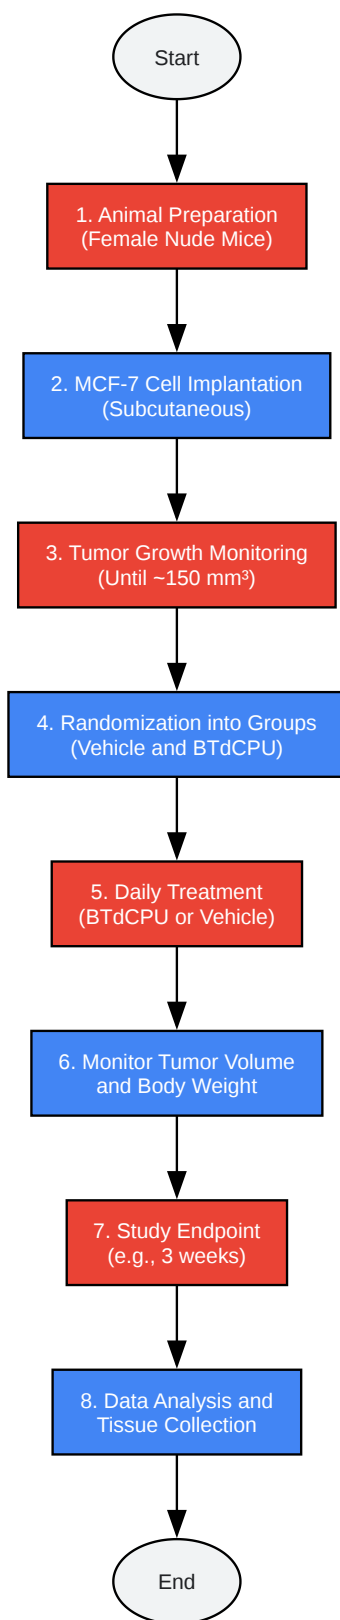 Start
1. Animal Preparation
(Female Nude Mice)
2. MCF-7 Cell Implantation
(Subcutaneous)
3. Tumor Growth Monitoring
(Until ~150 mm³)
4. Randomization into Groups
(Vehicle and BTdCPU)
5. Daily Treatment
(BTdCPU or Vehicle)
6. Monitor Tumor Volume
and Body Weight
7. Study Endpoint
(e.g., 3 weeks)
8. Data Analysis and
Tissue Collection
End